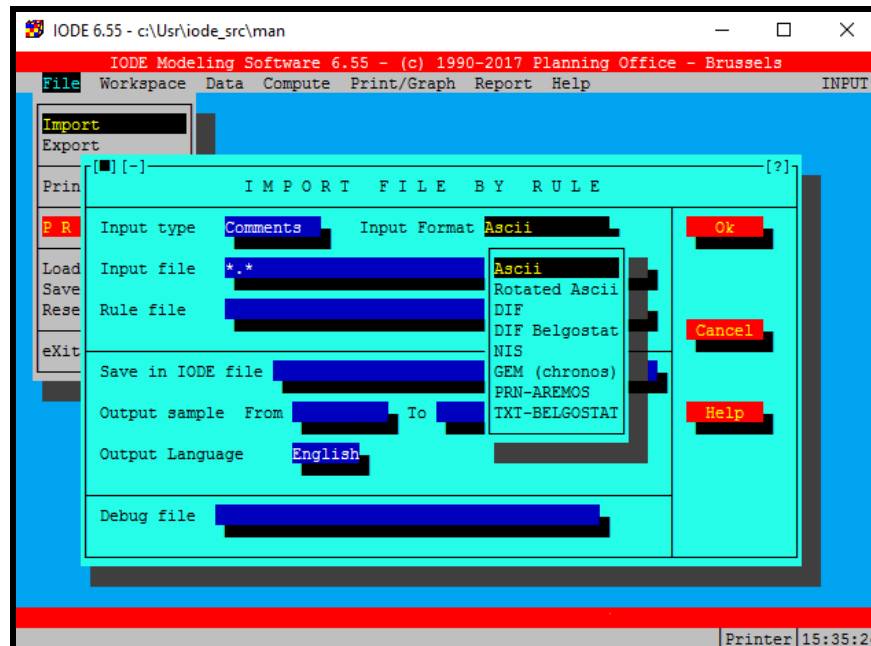 IODE 6.55 - c:\Usr\iode_src\man
IODE Modeling Software 6.55 - (c) 1990-2017 Planning Office - Brussels
File Workspace Data Compute Print/Graph Report Help INPUT
Import
Export
[■][-] [?]
Prin I M P O R T F I L E B Y R U L E
P R Input type Comments Input Format Ascii Ok
Load Input file *.* Ascii
Save Rotated Ascii
Rese Rule file DIF
DIF Belgostat Cancel
eXit NIS
Save in IODE file GEM (chronos)
PRN-AREMOS
Output sample From To TXT-BELGOSTAT Help
Output Language English
Debug file
Printer 15:35:2